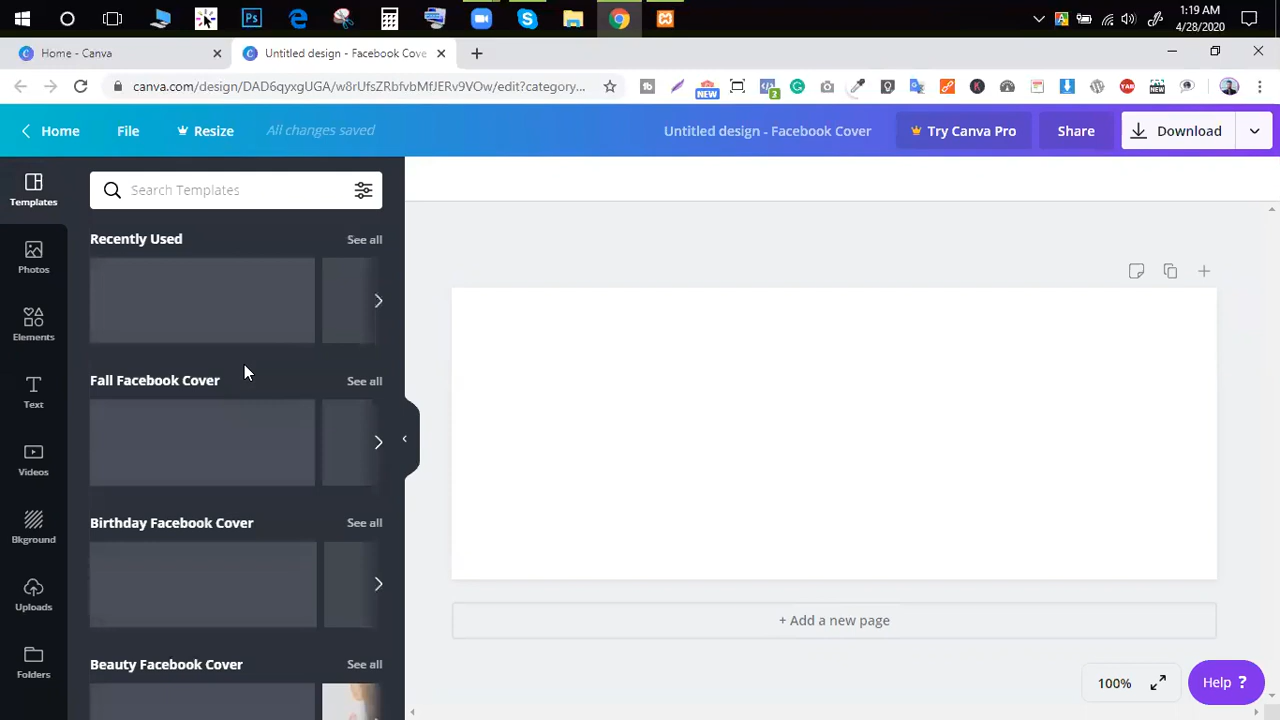 1:19 AM
4/28/2020
Home - Canva
Untitled design - Facebook Cove
canva.com/design/DAD6qyxgUGA/w8rUfsZRbfvbMfJERv9VOw/edit?category...
NEW
2
Home
File
Resize
All changes saved
Untitled design - Facebook Cover
Try Canva Pro
Share
Download
Templates
Search Templates
Recently Used
See all
Photos
Elements
Fall Facebook Cover
See all
Text
Videos
Birthday Facebook Cover
See all
Bkground
Uploads
+ Add a new page
Folders
Beauty Facebook Cover
See all
100%
Help ?